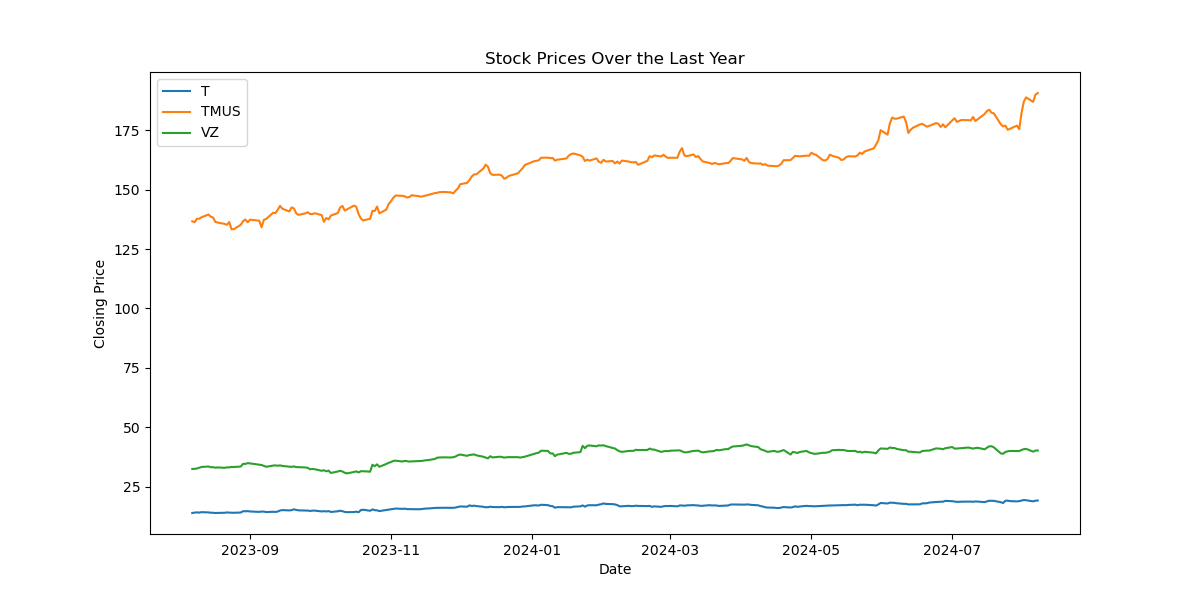 Stock Prices Over the Last Year
T
TMUS
VZ
175
150
125
100
75
50
25
Closing Price
2023-09 2023-11 2024-01 2024-03 2024-05 2024-07
Date